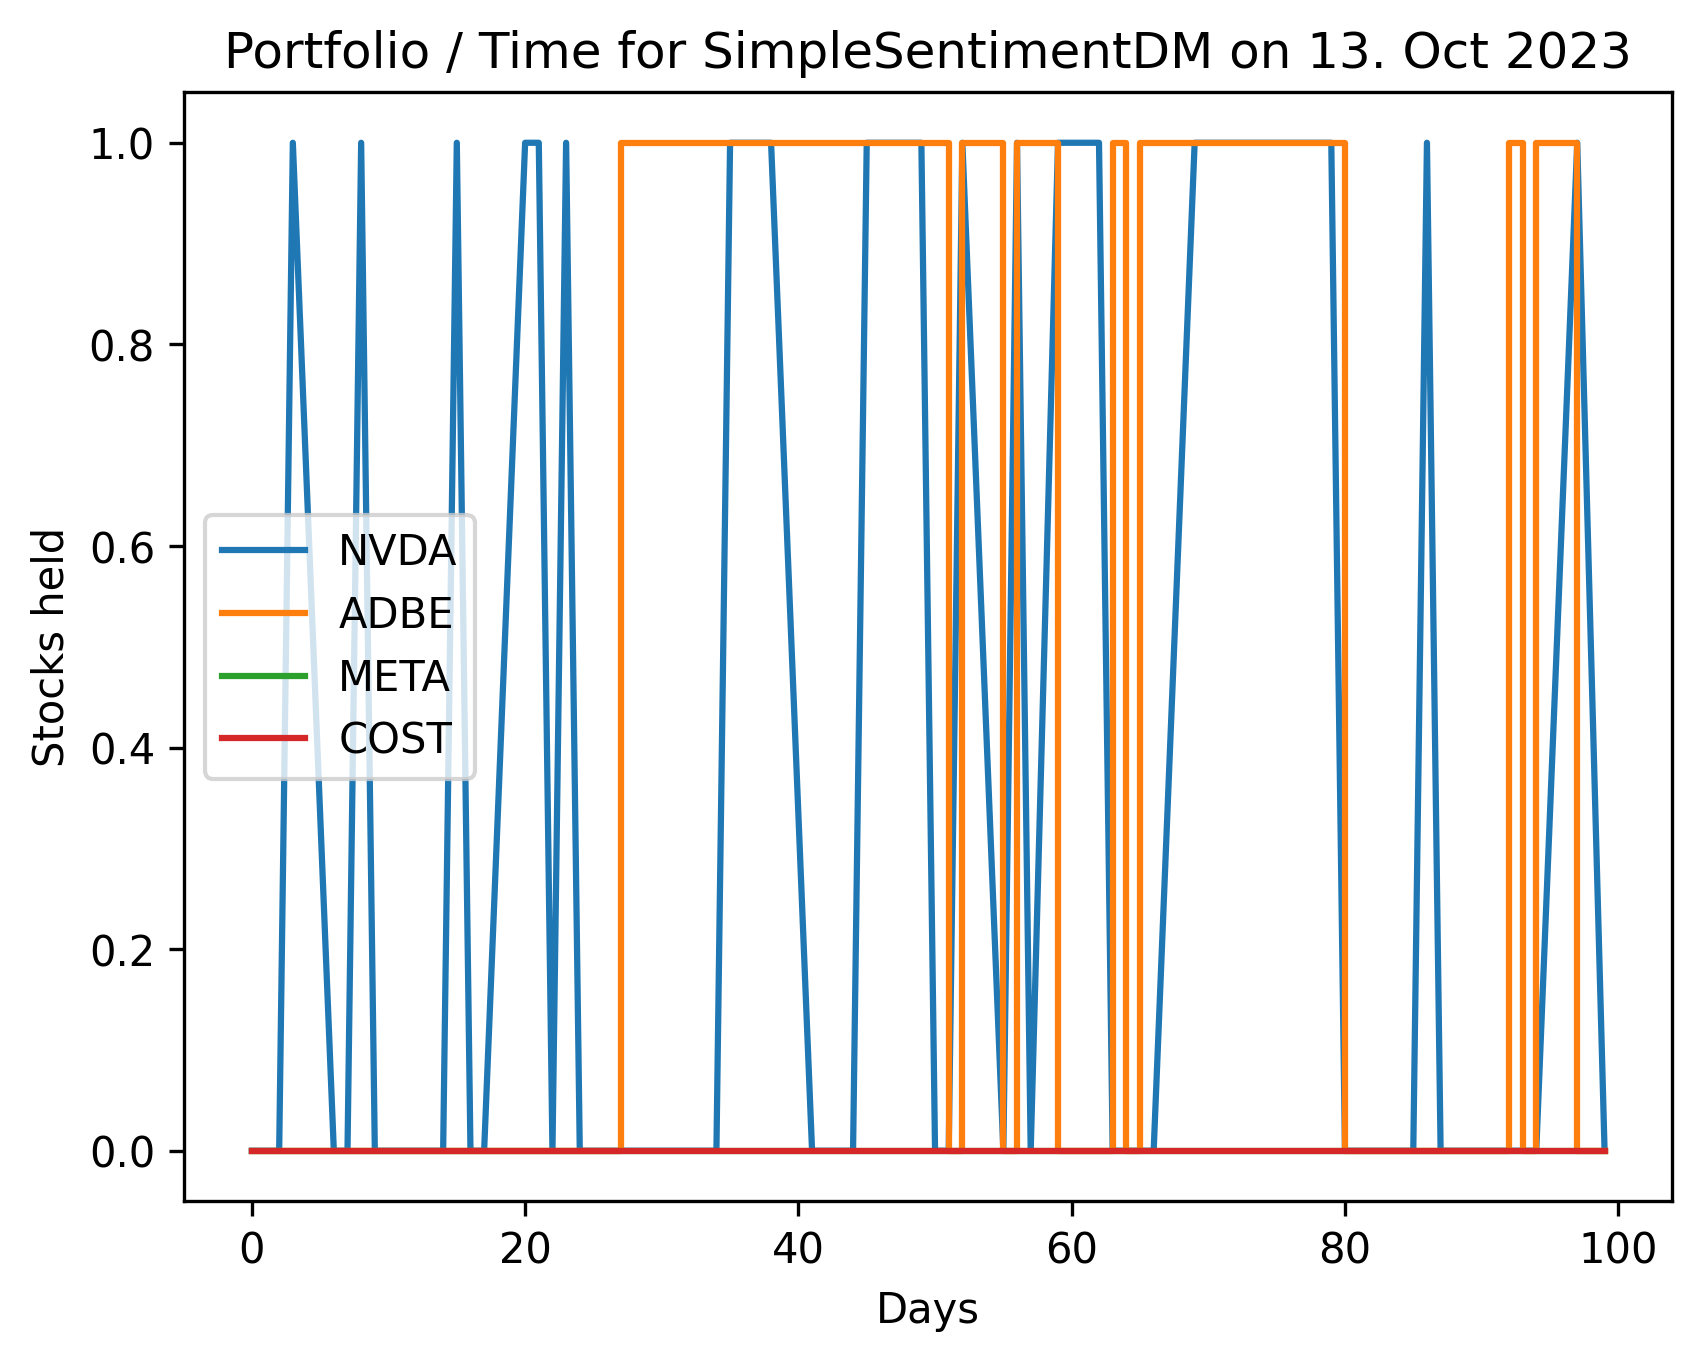 Portfolio / Time for SimpleSentimentDM on 13. Oct 2023
1.0
0.8
0.6
0.4
0.2
0.0
Stocks held
NVDA
ADBE
META
COST
0 20 40 60 80 100
Days